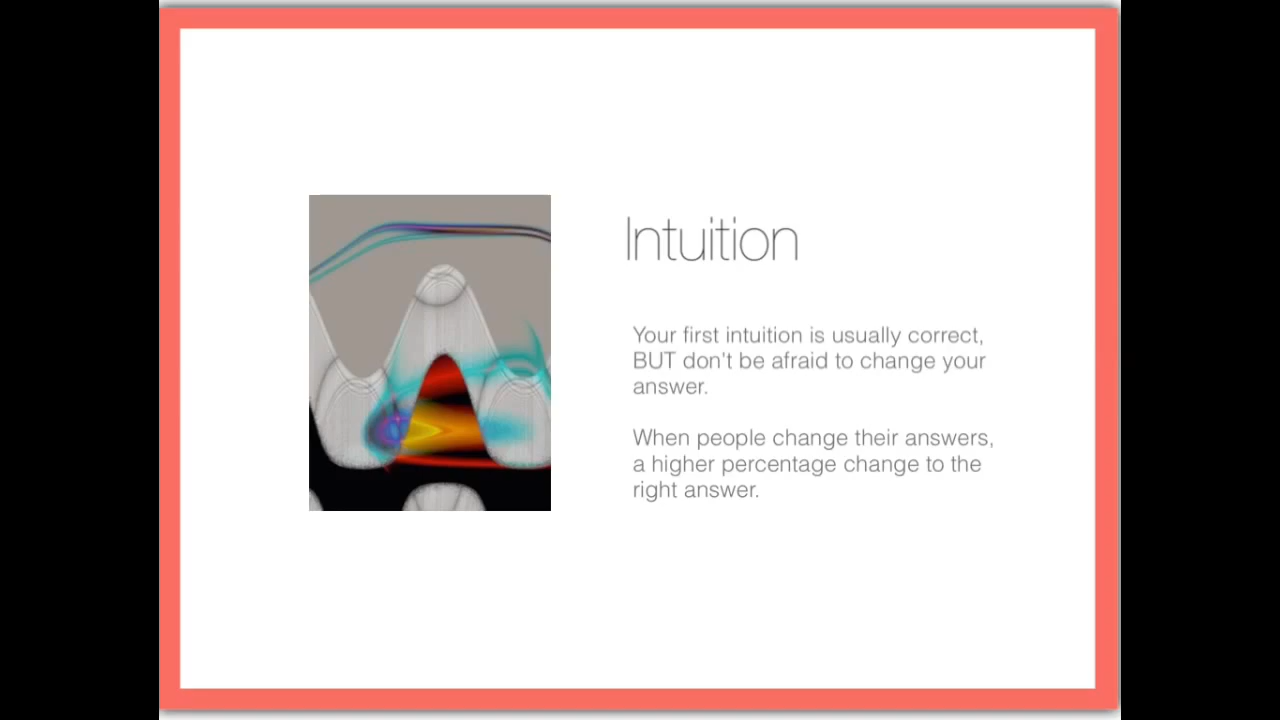 Intuition
Your first intuition is usually correct,
BUT don't be afraid to change your
answer.
When people change their answers,
a higher percentage change to the
right answer.